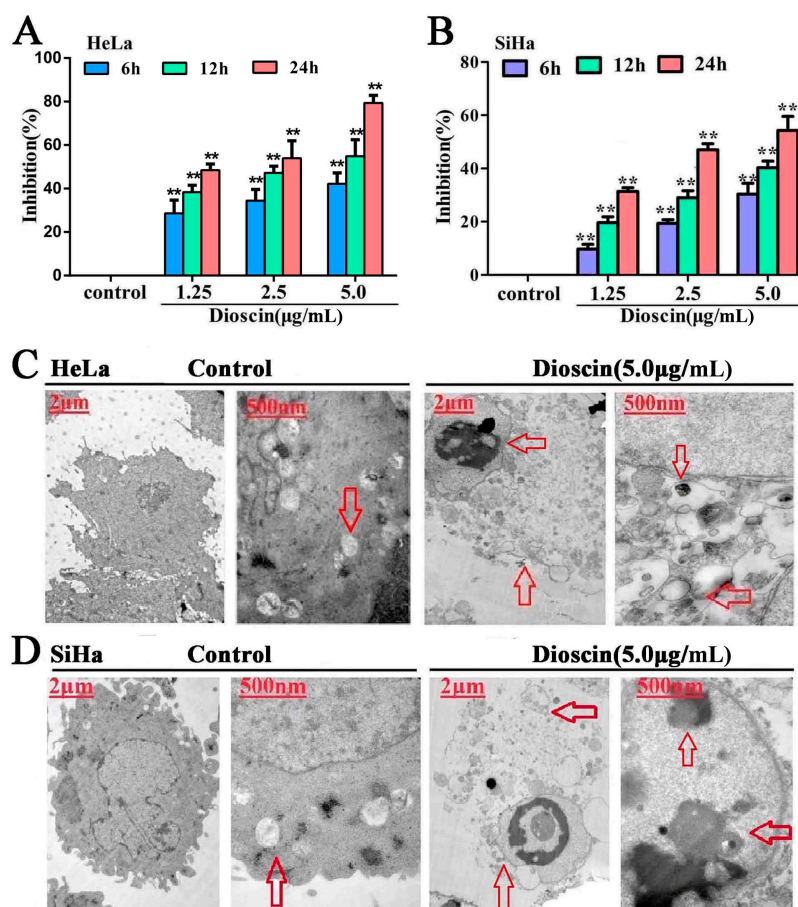 A
HeLa
6h 12h 24h
Inhibition(%)
100
80
60
40
20
0
** ** ** ** ** ** ** ** **
control 1.25 2.5 5.0
Dioscin(μg/mL)
B
SiHa
6h 12h 24h
Inhibition(%)
80
60
40
20
0
** ** ** ** ** ** ** ** **
control 1.25 2.5 5.0
Dioscin(μg/mL)
C HeLa Control Dioscin(5.0μg/mL)
2μm 500nm 2μm 500nm
D SiHa Control Dioscin(5.0μg/mL)
2μm 500nm 2μm 500nm